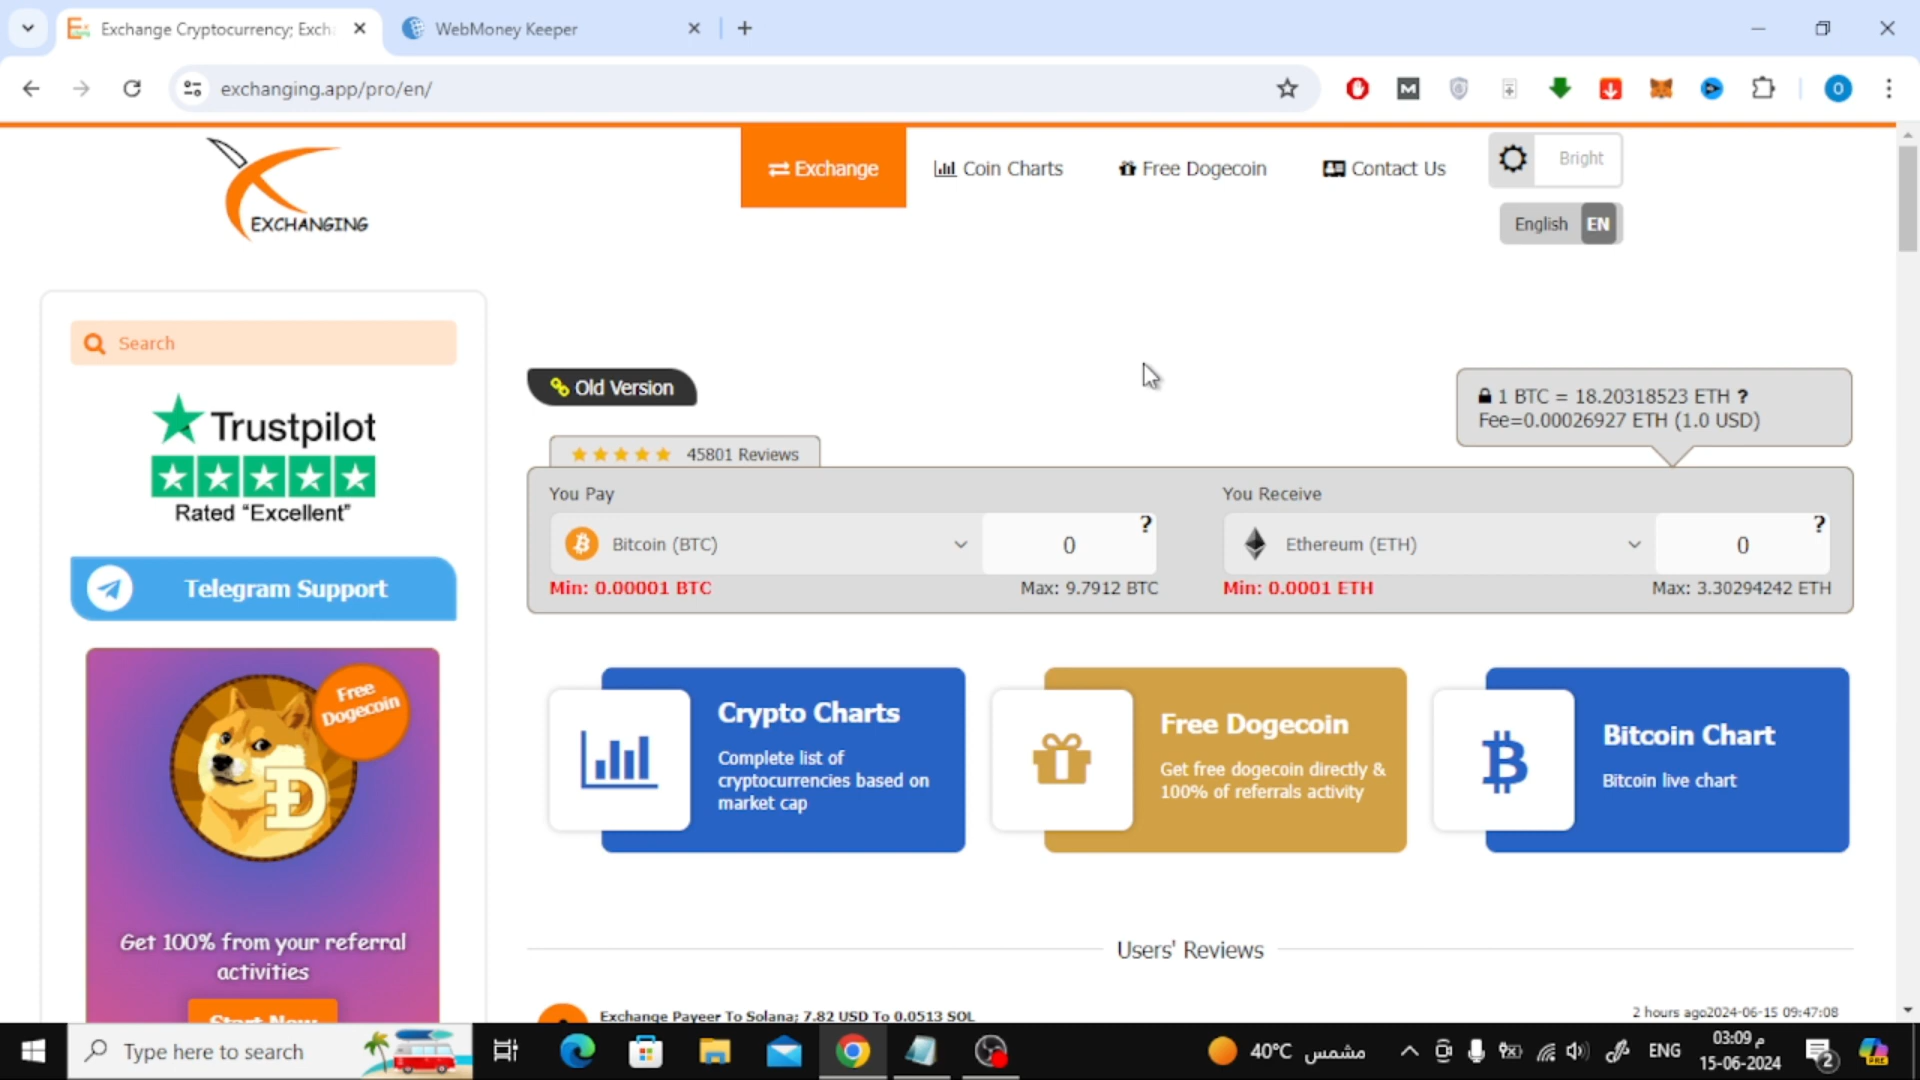 Exchange Cryptocurrency; Exch
WebMoney Keeper
exchanging.app/pro/en/
EXCHANGING
Exchange
Coin Charts
Free Dogecoin
Contact Us
Bright
English EN
Search
Trustpilot
Rated "Excellent"
Telegram Support
Free
Dogecoin
Get 100% from your referral
activities
Start Now
Old Version
1 BTC = 18.20318523 ETH ?
Fee=0.00026927 ETH (1.0 USD)
45801 Reviews
You Pay
Bitcoin (BTC)
0
?
Min: 0.00001 BTC
Max: 9.7912 BTC
You Receive
Ethereum (ETH)
0
?
Min: 0.0001 ETH
Max: 3.30294242 ETH
Crypto Charts
Complete list of
cryptocurrencies based on
market cap
Free Dogecoin
Get free dogecoin directly &
100% of referrals activity
Bitcoin Chart
Bitcoin live chart
Users' Reviews
Exchange Payeer To Solana; 7.82 USD To 0.0513 SOL
2 hours ago2024-06-15 09:47:08
Type here to search
40°C مشمس
ENG
03:09 م
15-06-2024
2